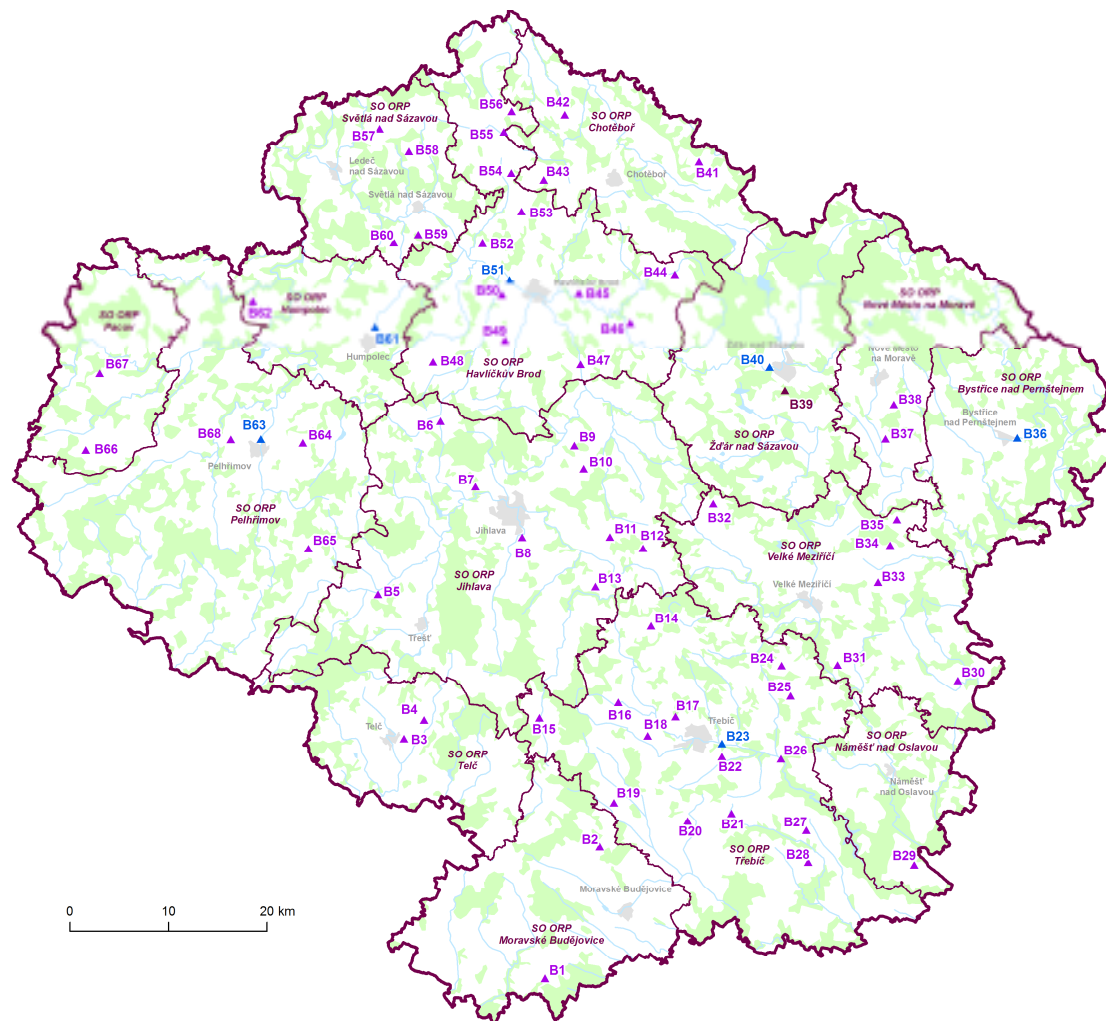 B56
B42
SO ORP
Světlá nad Sázavou
SO ORP
Chotěboř
B57
B55
B58
B41
Ledeč
nad Sázavou
B54
B43
Chotěboř
Světlá nad Sázavou
B53
B60
B59
B52
B51
B44
B50
B45
SO ORP
Humpolec
B62
SO ORP
Nové Město na Moravě
SO ORP
Pacov
B61
B49
B46
Žďár nad Sázavou
Humpolec
Nové Město
na Moravě
B67
B48
B47
SO ORP
Havlíčkův Brod
B40
SO ORP
Bystřice nad Pernštejnem
B39
B38
Bystřice
nad Pernštejnem
B68
B63
B64
B6
B9
SO ORP
Žďár nad Sázavou
B37
B36
B66
Pelhřimov
B10
B7
SO ORP
Pelhřimov
B32
Jihlava
B11
B12
B35
B65
B8
SO ORP
Velké Meziříčí
B34
SO ORP
Jihlava
B13
Velké Meziříčí
B33
B5
Třešť
B14
B24
B31
B30
B25
B4
B16
B17
Telč
B3
B15
B18
Třebíč
B23
SO ORP
Náměšť nad Oslavou
SO ORP
Telč
B22
B26
Náměšť
nad Oslavou
B19
B20
B21
B27
B2
SO ORP
Třebíč
B28
B29
Moravské Budějovice
0
10
20 km
SO ORP
Moravské Budějovice
B1